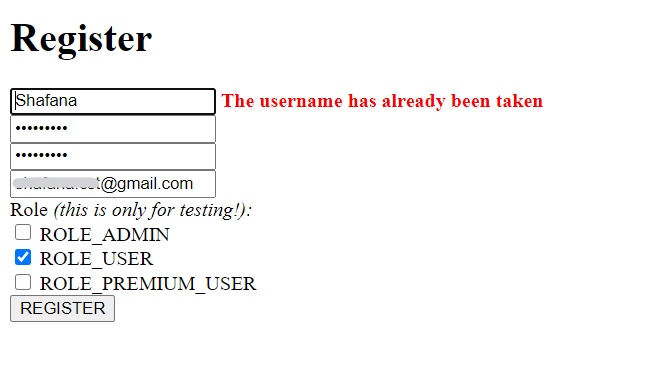 Register
Shafana The username has already been taken
•••••••••
•••••••••
@gmail.com
Role (this is only for testing!):
ROLE_ADMIN
ROLE_USER
ROLE_PREMIUM_USER
REGISTER